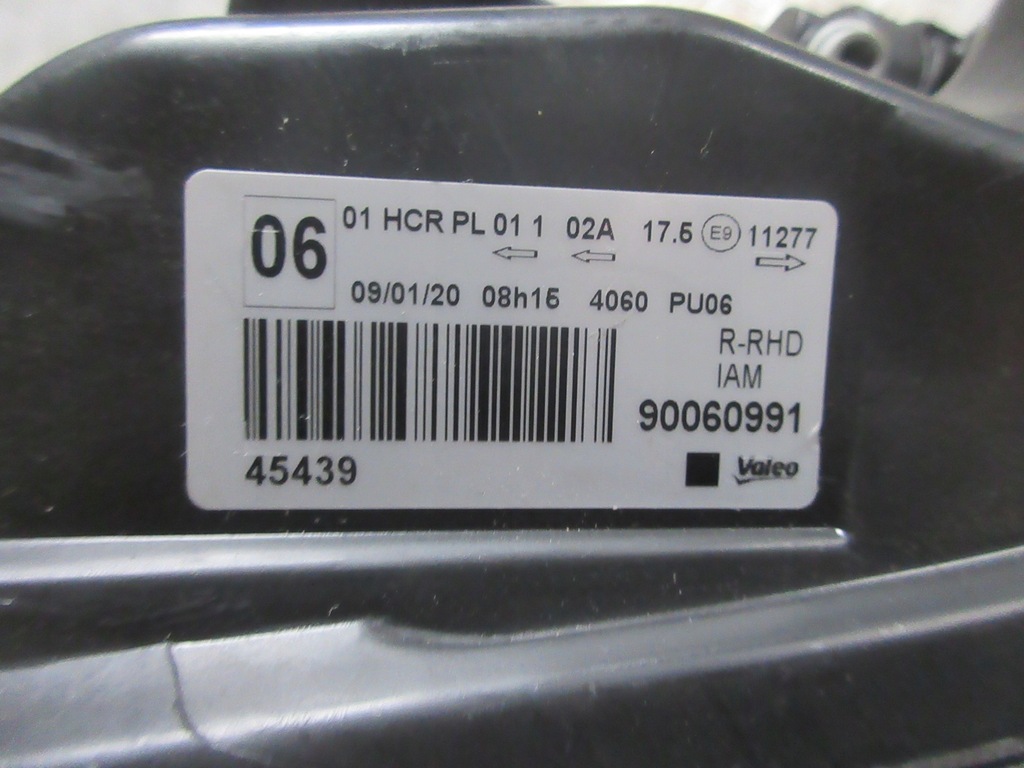 06
01 HCR PL 01 1 02A 17.5 E9 11277
09/01/20 08h15 4060 PU06
R-RHD
IAM
90060991
45439
Valeo